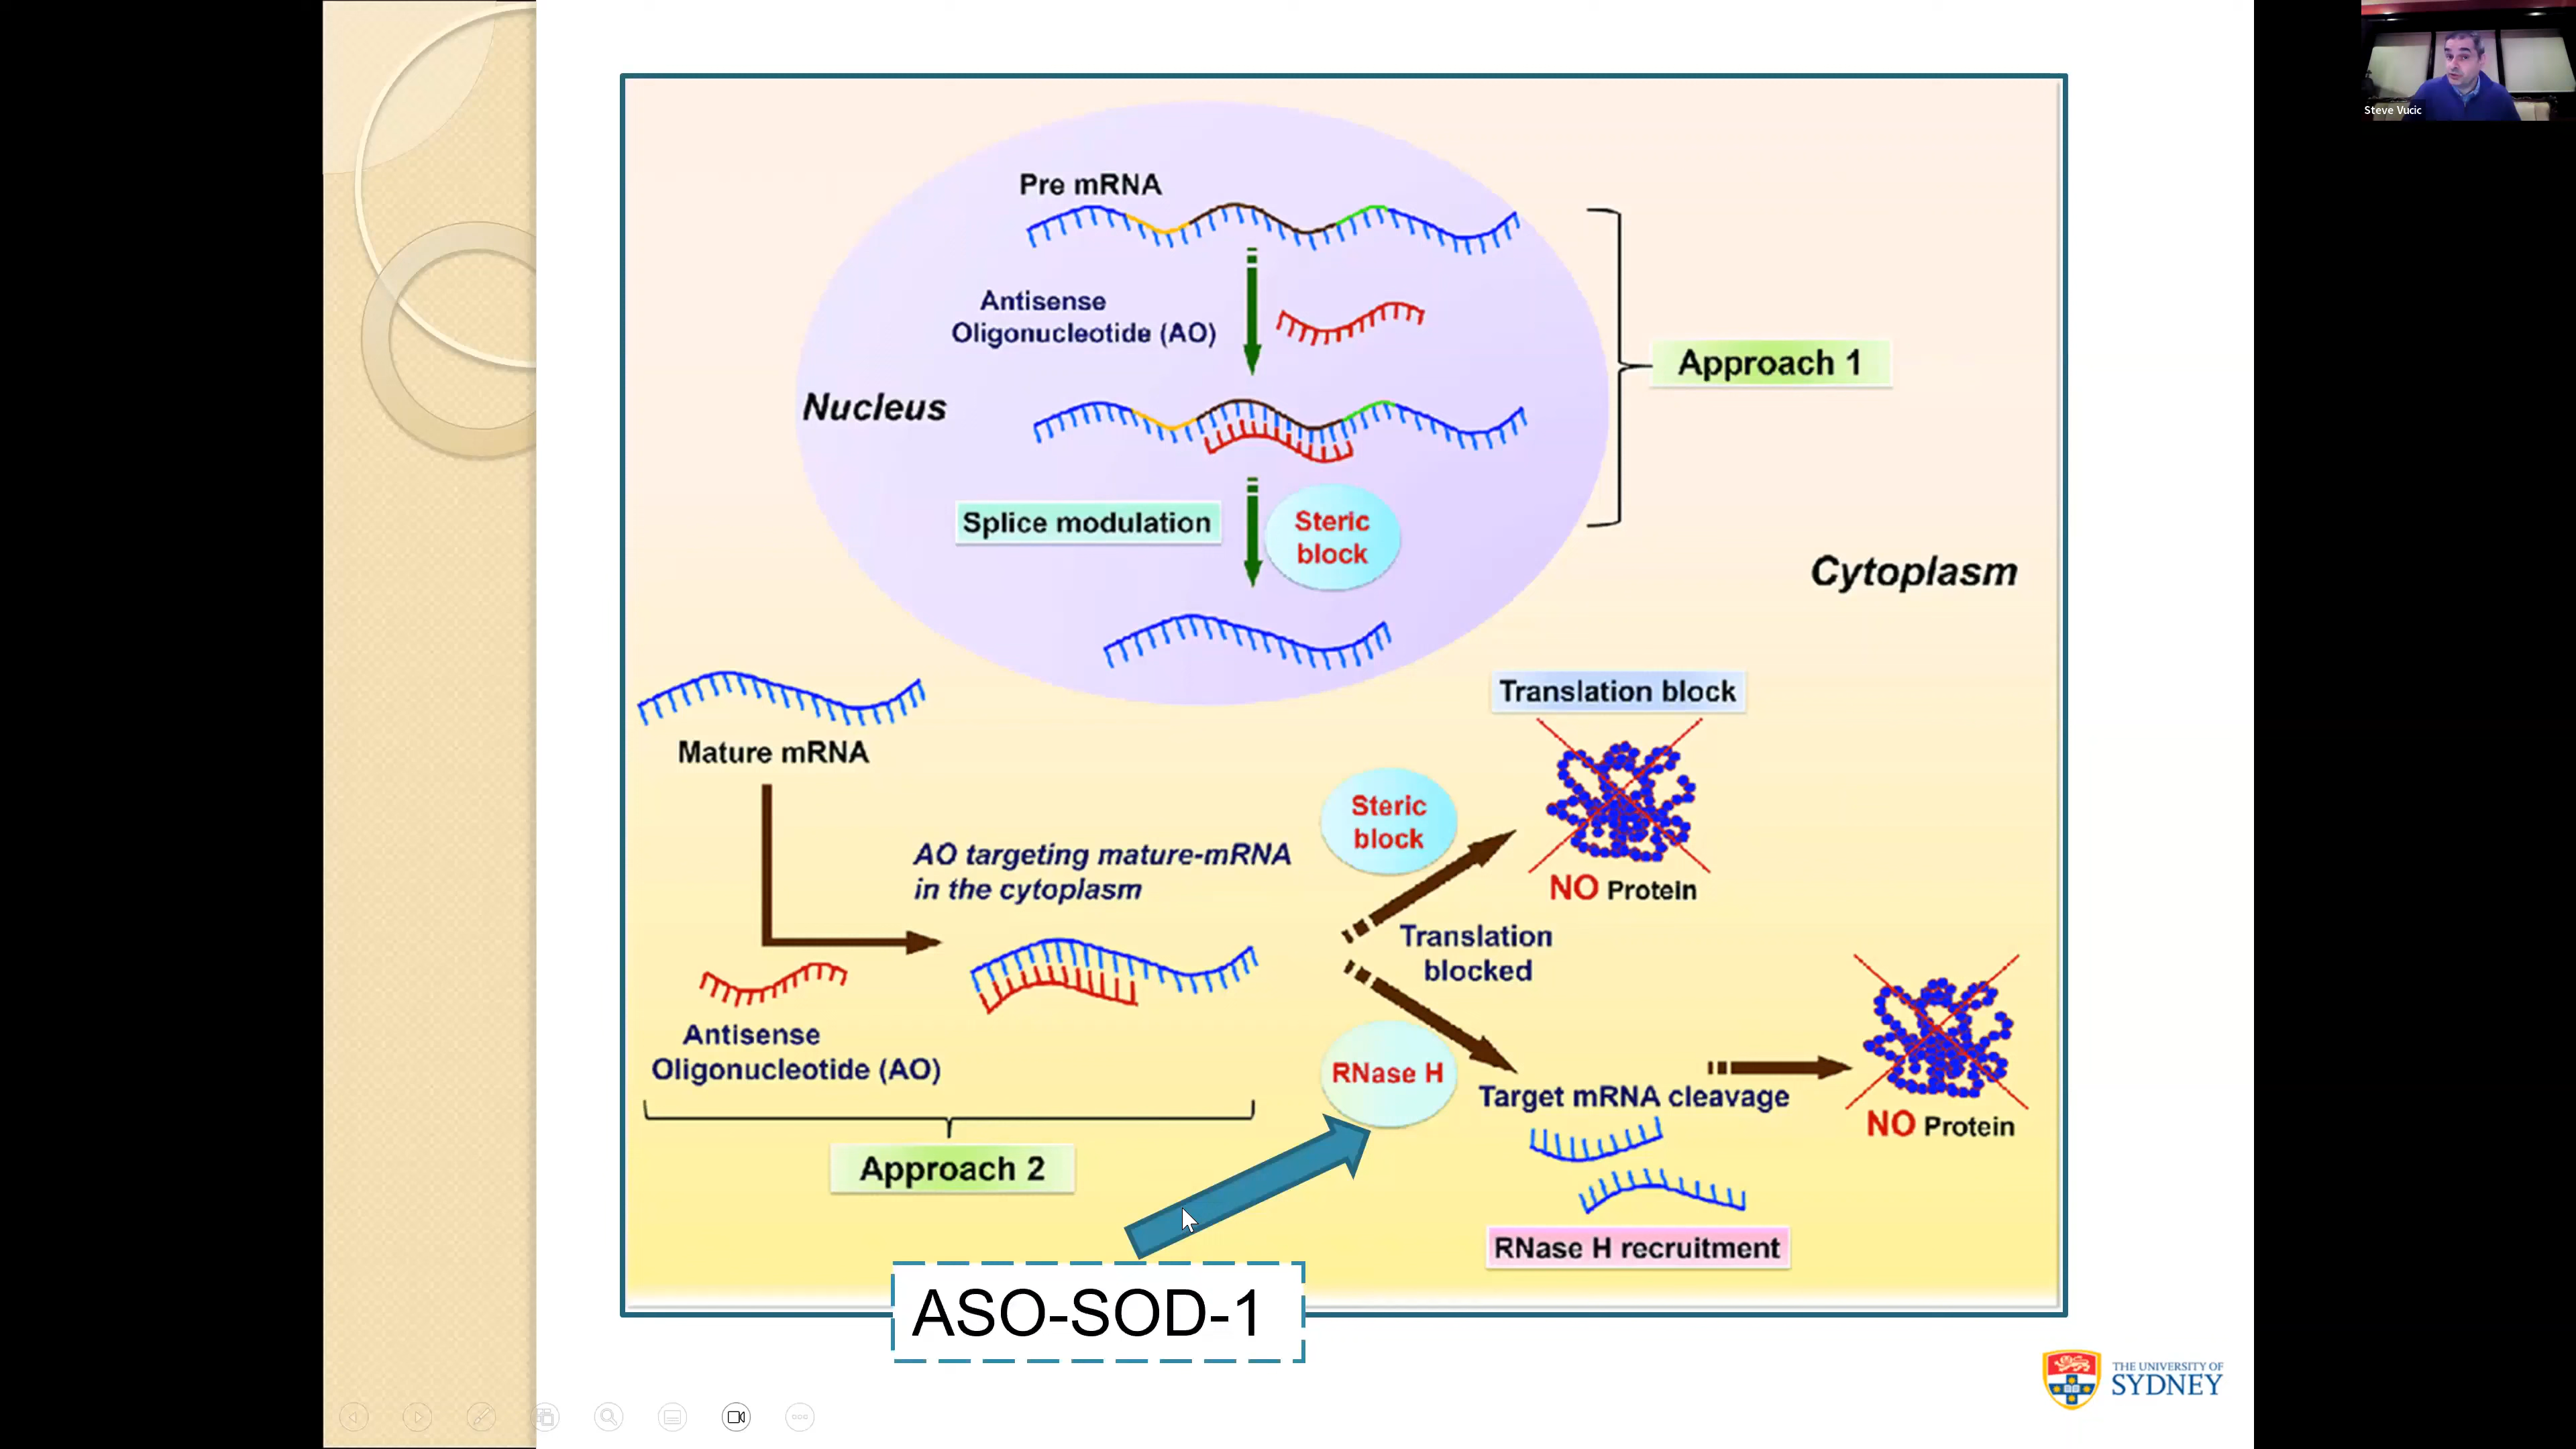 Steve Vucic
Pre mRNA
Antisense
Oligonucleotide (AO)
Approach 1
Nucleus
Splice modulation
Steric
block
Cytoplasm
Translation block
Mature mRNA
Steric
block
AO targeting mature-mRNA
in the cytoplasm
NO Protein
Translation
blocked
Antisense
Oligonucleotide (AO)
RNase H
Target mRNA cleavage
NO Protein
Approach 2
RNase H recruitment
ASO-SOD-1
THE UNIVERSITY OF
SYDNEY